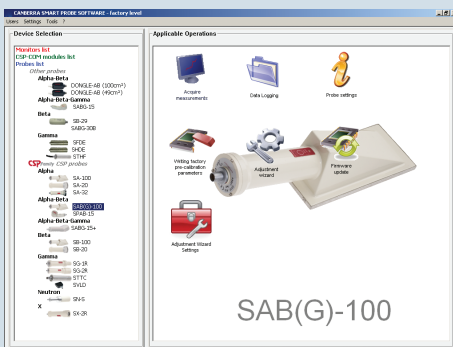 CANBERRA SMART PROBE SOFTWARE - factory level
Users Settings Tools ?
Device Selection
Monitors list
CSP-COM modules list
Probes list
Other probes
Alpha-Beta
DONGLE-AB (100cm²)
DONGLE-AB (49cm²)
Alpha-Beta-Gamma
SABG-15
Beta
SB-29
SABG-30B
Gamma
SFDE
SHDE
STHF
CSP Family CSP probes
Alpha
SA-100
SA-20
SA-32
Alpha-Beta
SAB(G)-100
SPAB-15
Alpha-Beta-Gamma
SABG-15+
Beta
SB-100
SB-20
Gamma
SG-1R
SG-2R
STTC
SVLD
Neutron
SN-S
X
SX-2R
Applicable Operations
Acquire
measurements
Data Logging
Probe settings
Writing factory
pre-calibration
parameters
Adjustment
wizard
Firmware
update
Adjustment Wizard
Settings
SAB(G)-100